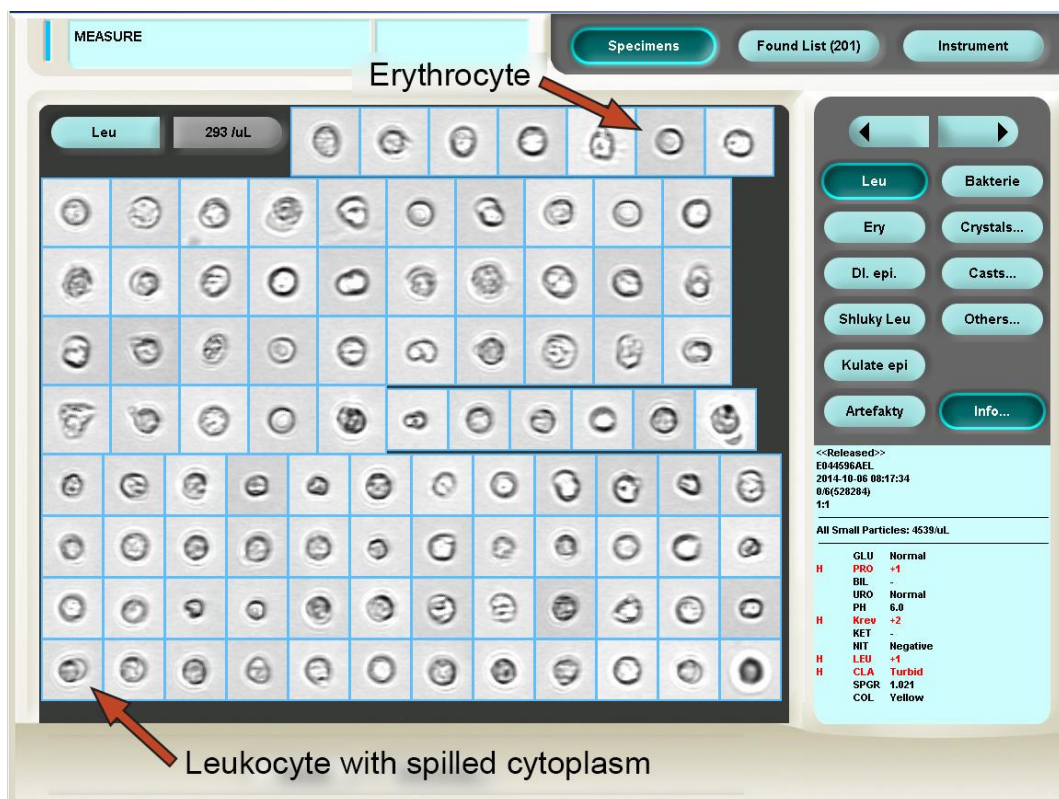 MEASURE
Specimens
Found List (201)
Instrument
Erythrocyte
Leu
293 /uL
Leu
Bakterie
Ery
Crystals...
Dl. epi.
Casts...
Shluky Leu
Others...
Kulate epi
Artefakty
Info...
<<Released>>
E044596AEL
2014-10-06 08:17:34
0/6(528284)
1:1
All Small Particles: 4539/uL
GLU Normal
H PRO +1
BIL -
URO Normal
PH 6.0
H Krev +2
KET -
NIT Negative
H LEU +1
H CLA Turbid
SPGR 1.021
COL Yellow
Leukocyte with spilled cytoplasm